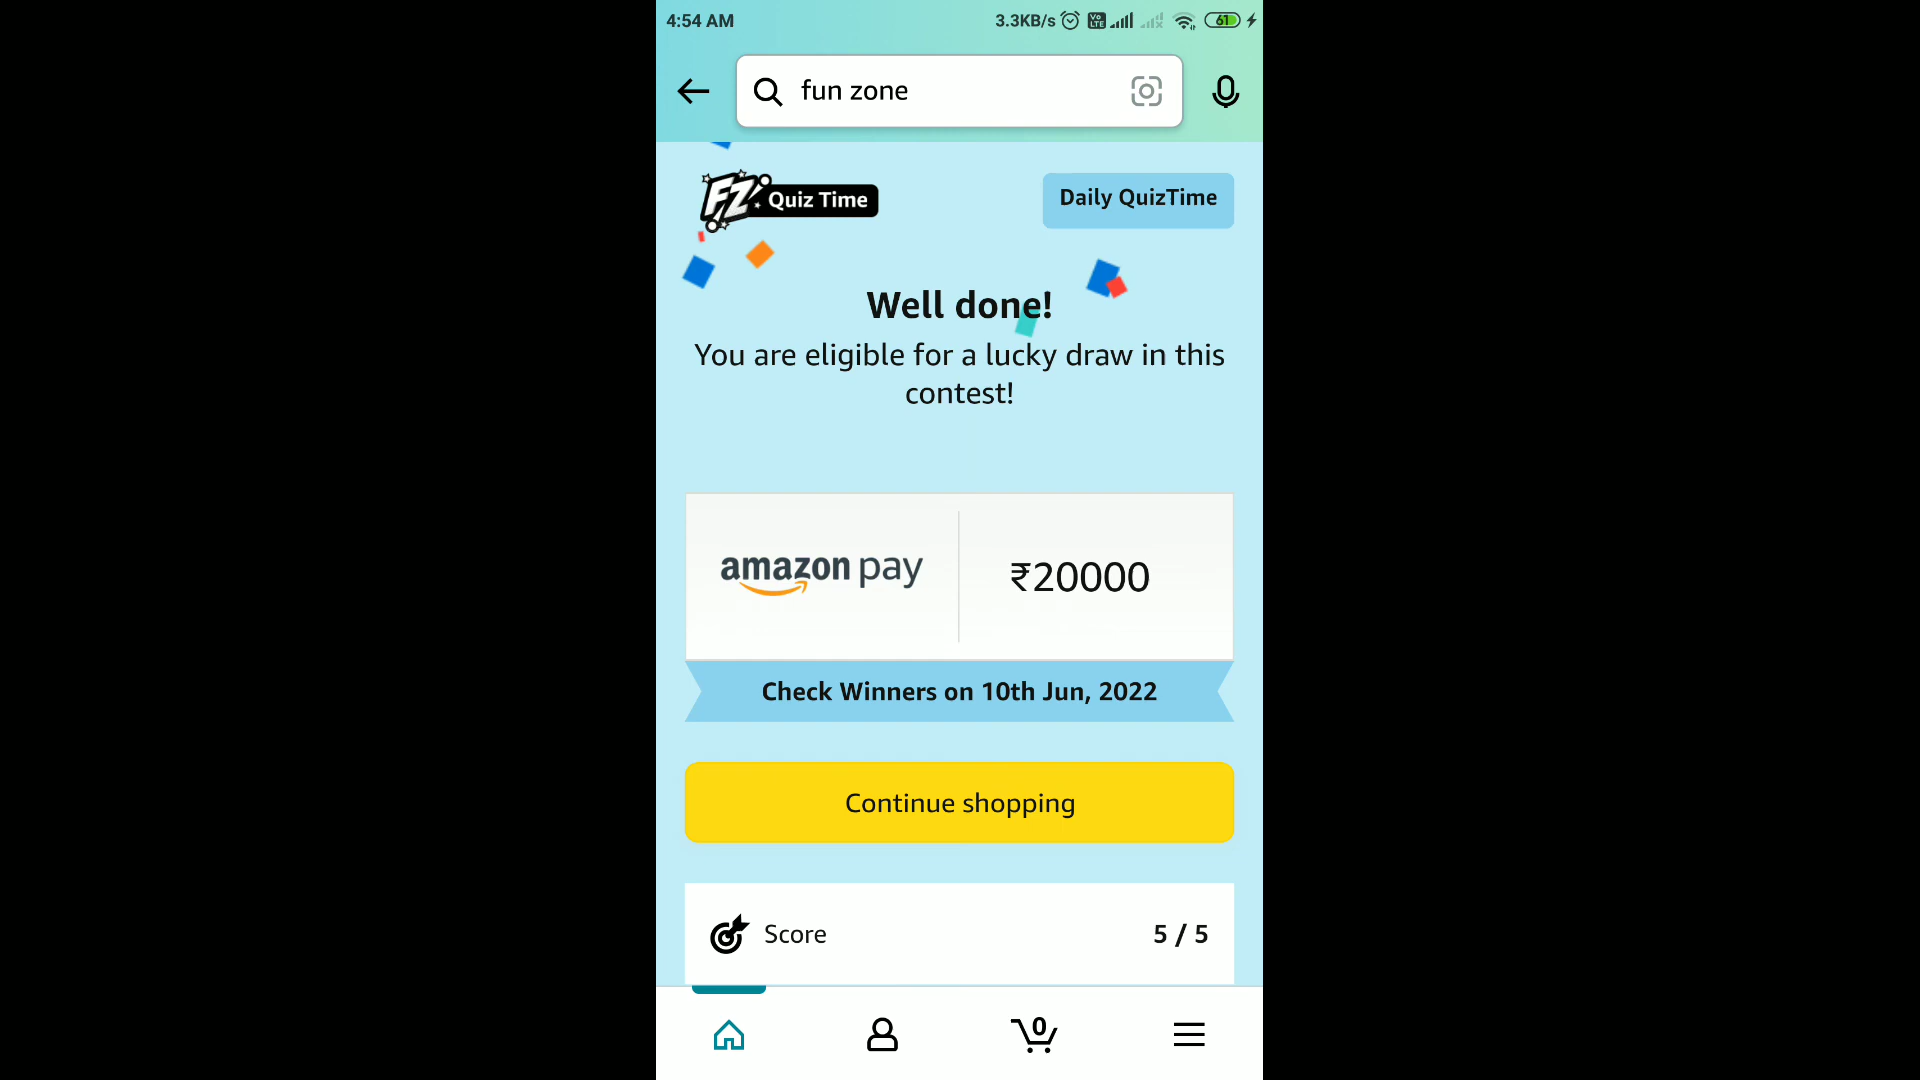 4:54 AM
3.3KB/s Vo LTE 61
fun zone
FZ Quiz Time
Daily QuizTime
Well done!
You are eligible for a lucky draw in this
contest!
amazon pay
₹20000
Check Winners on 10th Jun, 2022
Continue shopping
Score
5 / 5
0